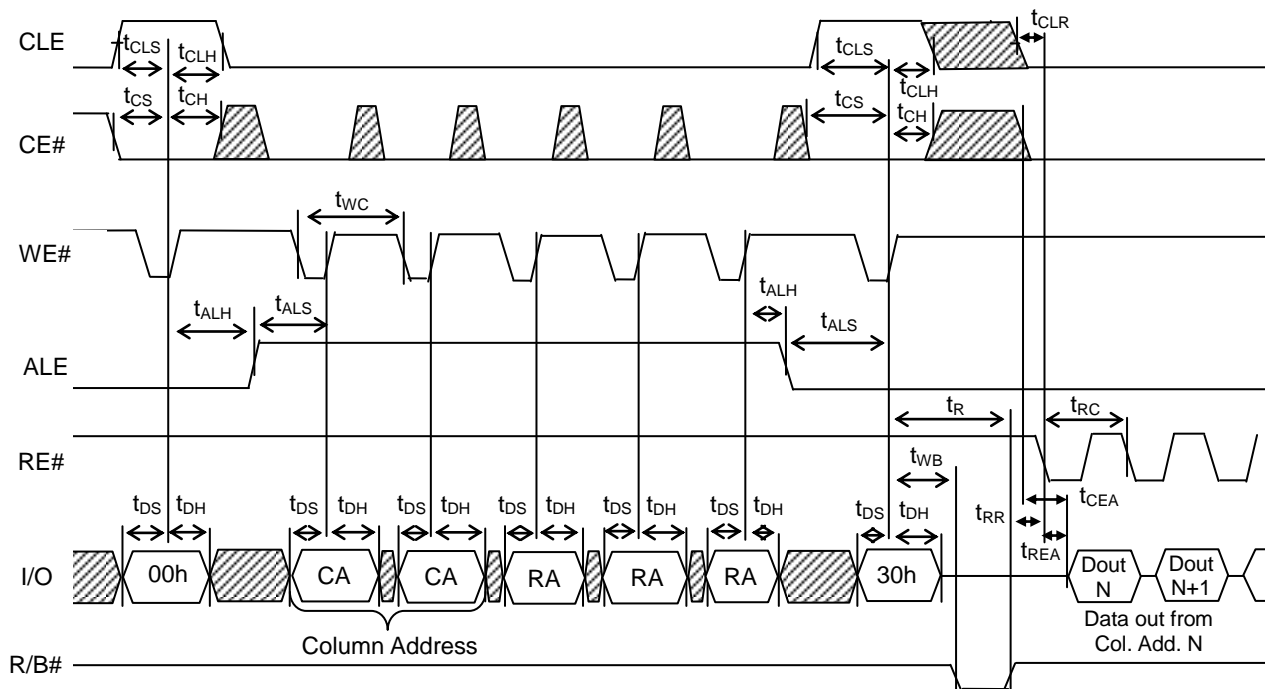 CLE
tCLS
tCLH
tCLS
tCLH
tCLR
CE#
tCS
tCH
tCS
tCH
WE#
tWC
ALE
tALH
tALS
tALH
tALS
RE#
tR
tRC
tWB
tCEA
tRR
tREA
I/O
tDS
tDH
tDS
tDH
tDS
tDH
tDS
tDH
tDS
tDH
tDS
tDH
tDS
tDH
00h
CA
CA
RA
RA
RA
30h
Dout
N
Dout
N+1
Column Address
Data out from
Col. Add. N
R/B#